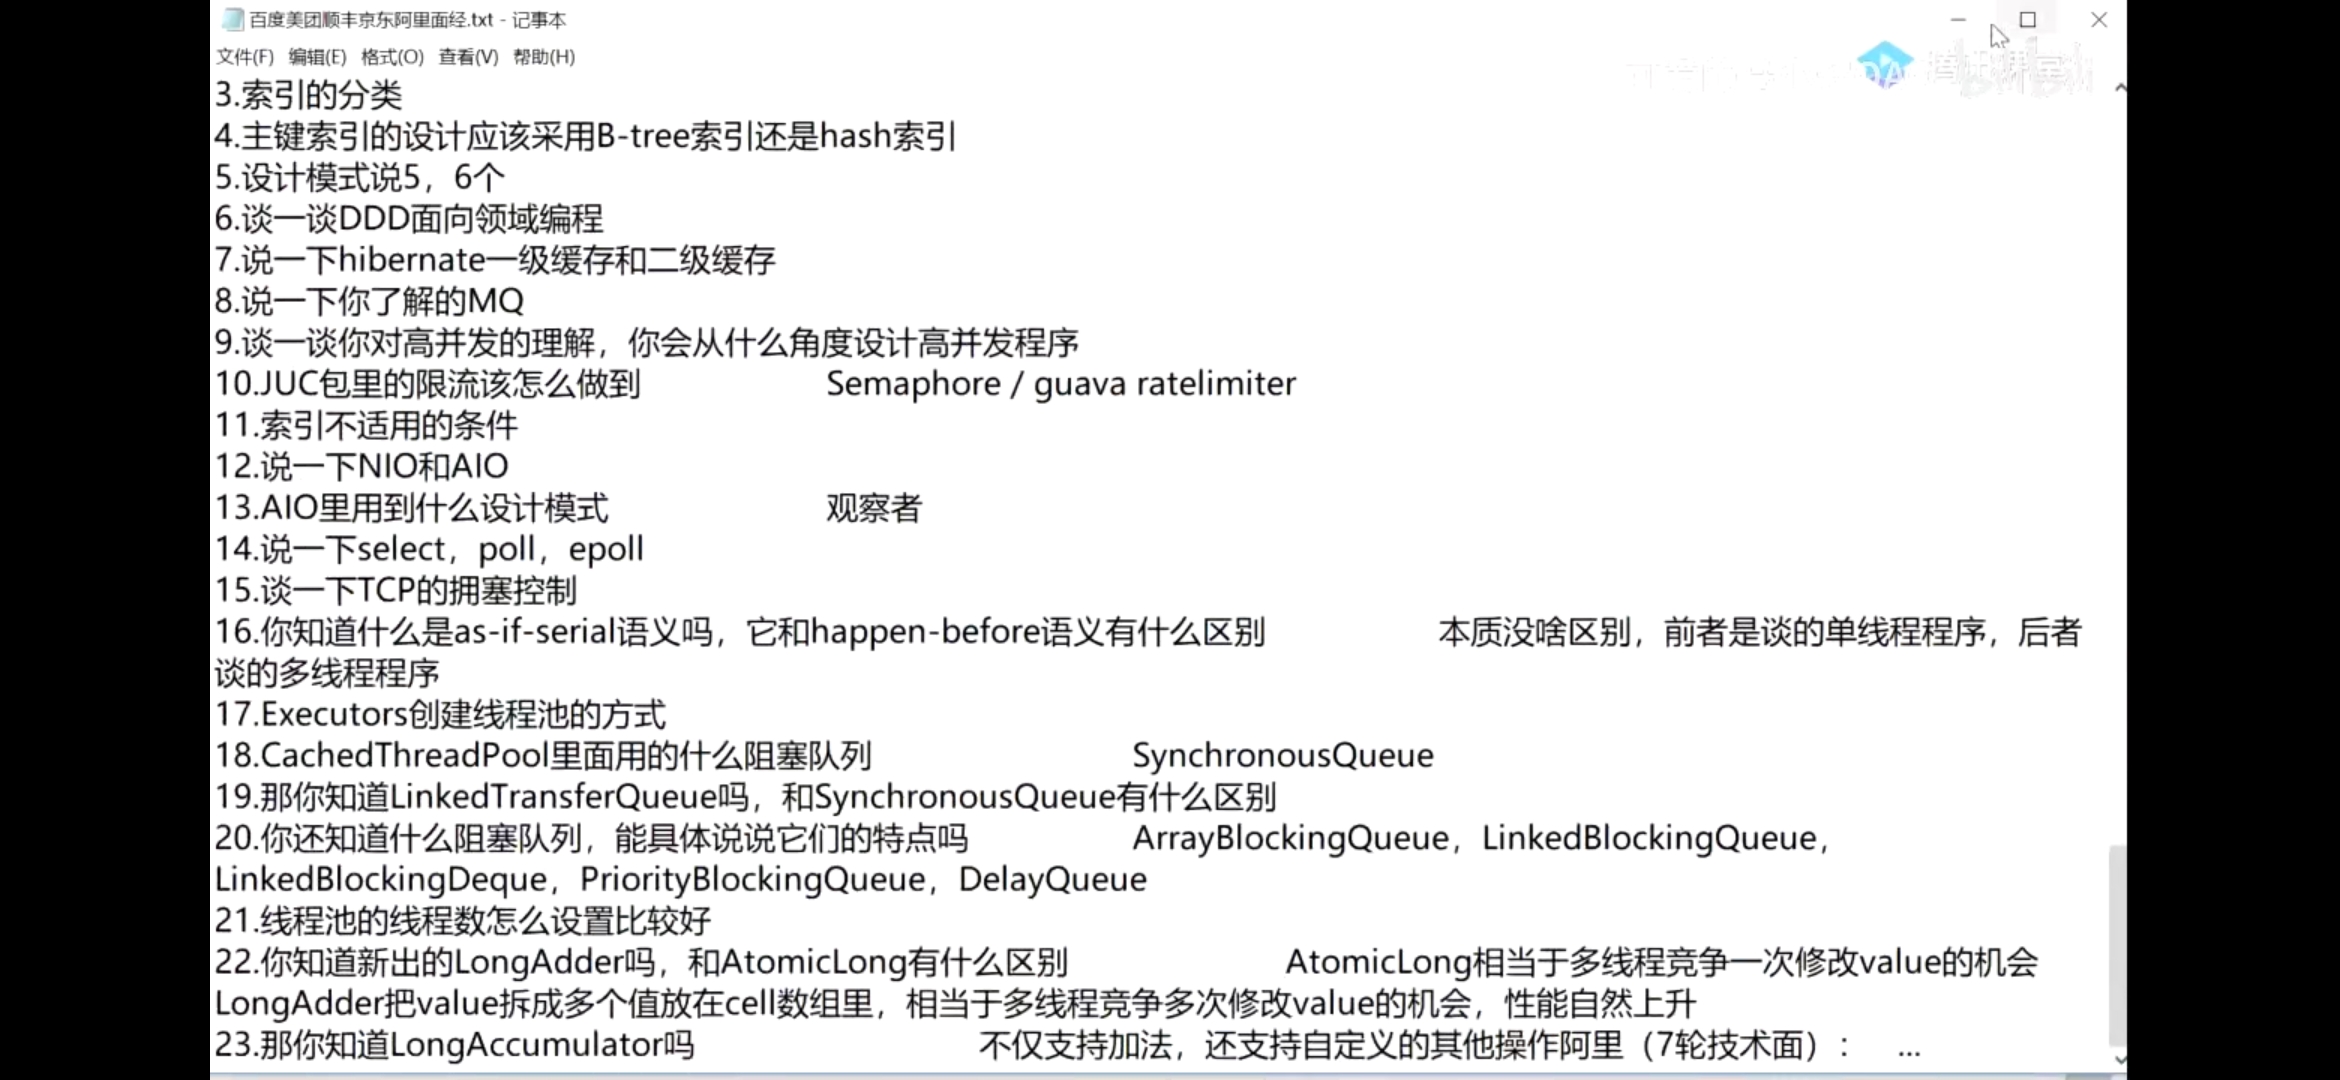 百度美团顺丰京东阿里面经.txt - 记事本
文件(F) 编辑(E) 格式(O) 查看(V) 帮助(H)
3.索引的分类
4.主键索引的设计应该采用B-tree索引还是hash索引
5.设计模式说5，6个
6.谈一谈DDD面向领域编程
7.说一下hibernate一级缓存和二级缓存
8.说一下你了解的MQ
9.谈一谈你对高并发的理解，你会从什么角度设计高并发程序
10.JUC包里的限流该怎么做到 Semaphore / guava ratelimiter
11.索引不适用的条件
12.说一下NIO和AIO
13.AIO里用到什么设计模式 观察者
14.说一下select，poll，epoll
15.谈一下TCP的拥塞控制
16.你知道什么是as-if-serial语义吗，它和happen-before语义有什么区别 本质没啥区别，前者是谈的单线程程序，后者
谈的多线程程序
17.Executors创建线程池的方式
18.CachedThreadPool里面用的什么阻塞队列 SynchronousQueue
19.那你知道LinkedTransferQueue吗，和SynchronousQueue有什么区别
20.你还知道什么阻塞队列，能具体说说它们的特点吗 ArrayBlockingQueue，LinkedBlockingQueue，
LinkedBlockingDeque，PriorityBlockingQueue，DelayQueue
21.线程池的线程数怎么设置比较好
22.你知道新出的LongAdder吗，和AtomicLong有什么区别 AtomicLong相当于多线程竞争一次修改value的机会
LongAdder把value拆成多个值放在cell数组里，相当于多线程竞争多次修改value的机会，性能自然上升
23.那你知道LongAccumulator吗 不仅支持加法，还支持自定义的其他操作阿里（7轮技术面）： ...